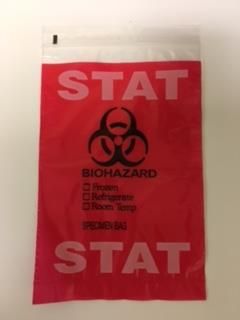 STAT
BIOHAZARD
Frozen
Refrigerate
Room Temp
SPECIMEN BAG
STAT